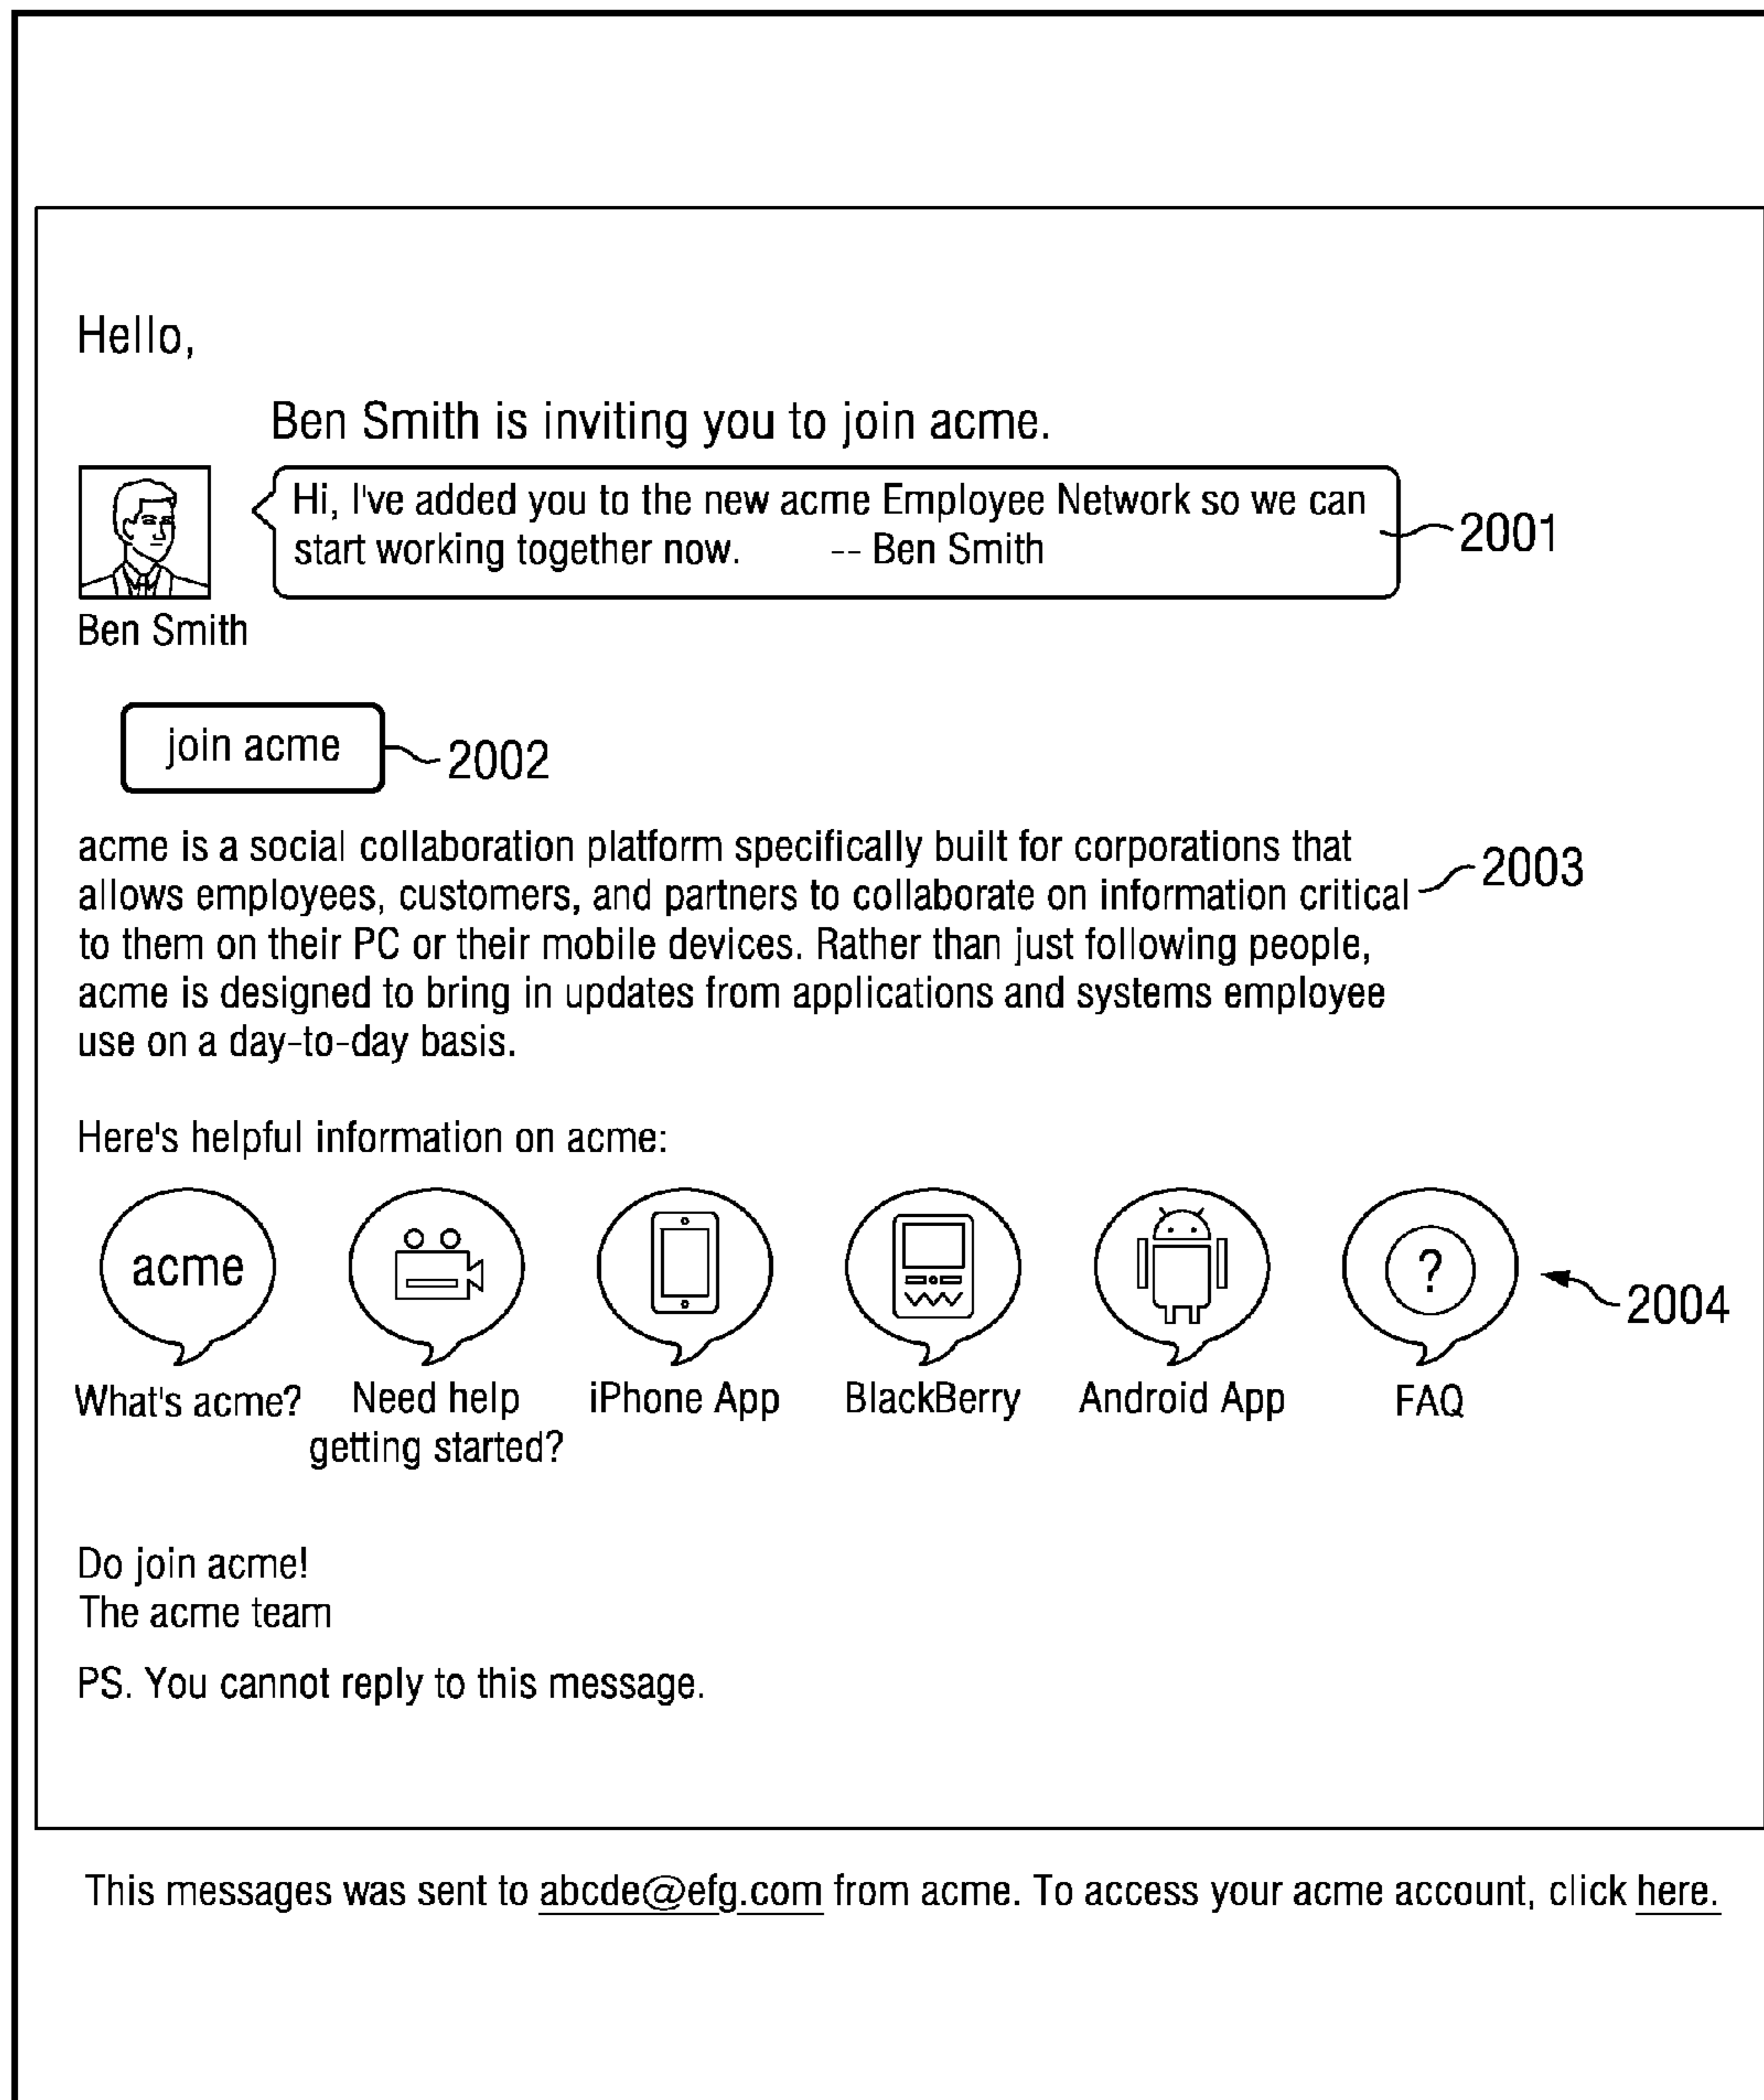 Hello,
Ben Smith is inviting you to join acme.
Hi, I've added you to the new acme Employee Network so we can
start working together now. -- Ben Smith
2001
Ben Smith
join acme
2002
acme is a social collaboration platform specifically built for corporations that
allows employees, customers, and partners to collaborate on information critical
2003
to them on their PC or their mobile devices. Rather than just following people,
acme is designed to bring in updates from applications and systems employee
use on a day-to-day basis.
Here's helpful information on acme:
acme
?
2004
What's acme? Need help iPhone App BlackBerry Android App FAQ
getting started?
Do join acme!
The acme team
PS. You cannot reply to this message.
This messages was sent to abcde@efg.com from acme. To access your acme account, click here.